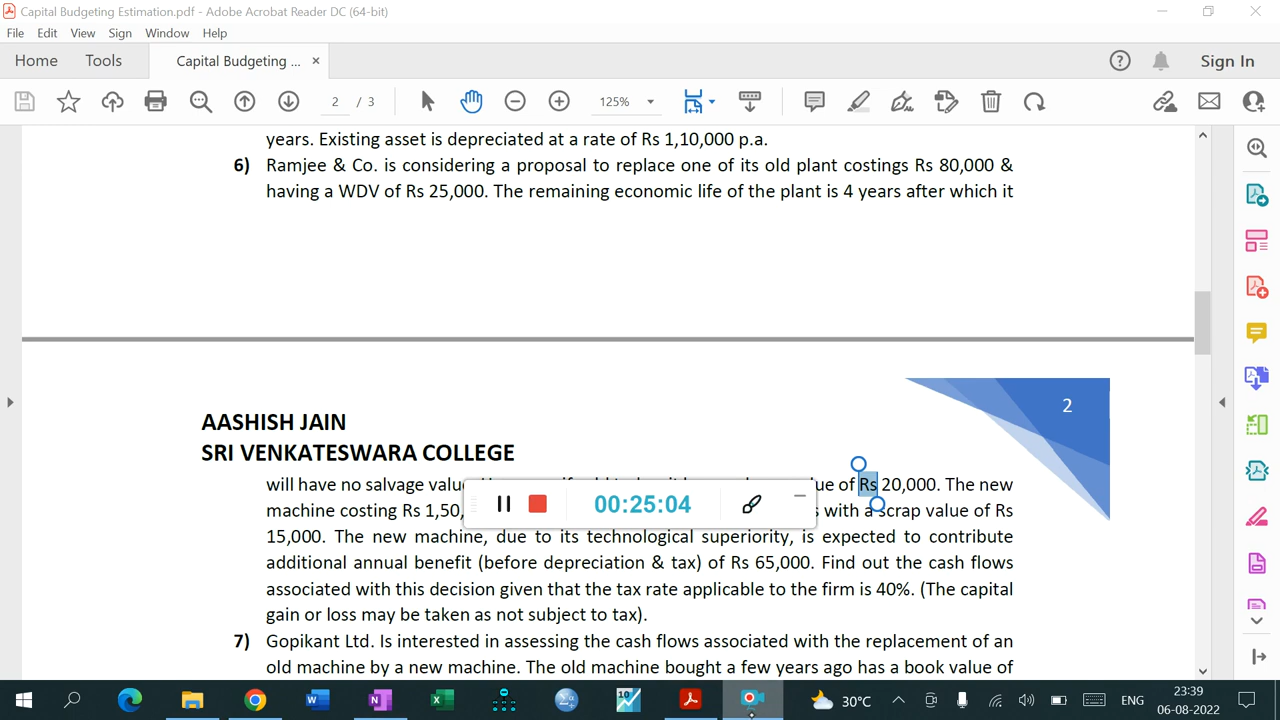 Capital Budgeting Estimation.pdf - Adobe Acrobat Reader DC (64-bit)
File Edit View Sign Window Help
Home Tools Capital Budgeting ... × Sign In
2 / 3 125%
years. Existing asset is depreciated at a rate of Rs 1,10,000 p.a.
6) Ramjee & Co. is considering a proposal to replace one of its old plant costings Rs 80,000 &
having a WDV of Rs 25,000. The remaining economic life of the plant is 4 years after which it
2
AASHISH JAIN
SRI VENKATESWARA COLLEGE
will have no salvage value of Rs 20,000. The new
machine costing Rs 1,50, with a scrap value of Rs
00:25:04
15,000. The new machine, due to its technological superiority, is expected to contribute
additional annual benefit (before depreciation & tax) of Rs 65,000. Find out the cash flows
associated with this decision given that the tax rate applicable to the firm is 40%. (The capital
gain or loss may be taken as not subject to tax).
7) Gopikant Ltd. Is interested in assessing the cash flows associated with the replacement of an
old machine by a new machine. The old machine bought a few years ago has a book value of
30°C ENG 23:39
06-08-2022